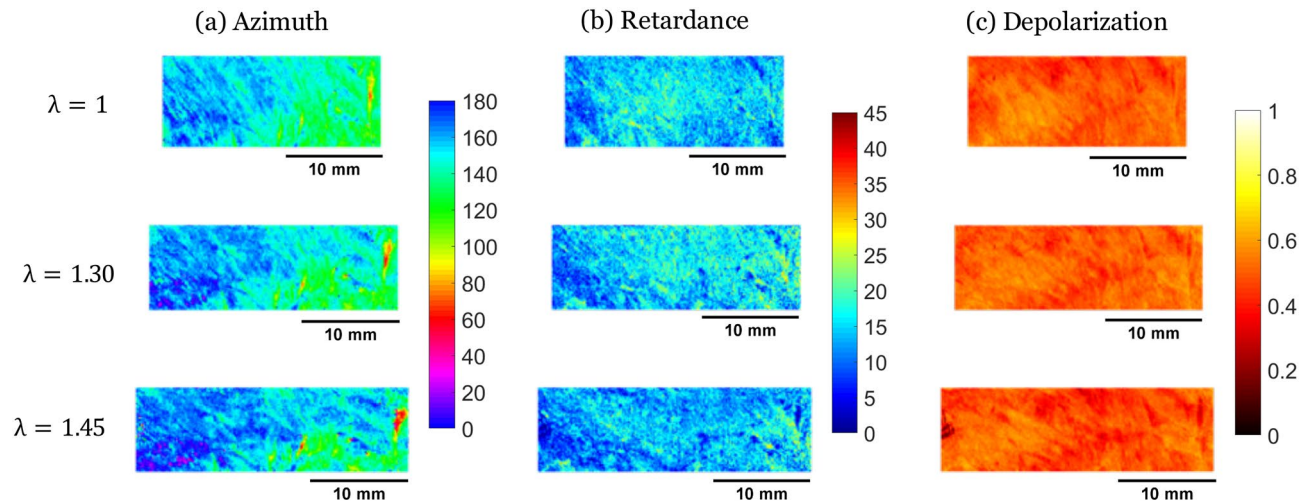 (a) Azimuth
(b) Retardance
(c) Depolarization
λ = 1
10 mm
10 mm
10 mm
λ = 1.30
10 mm
10 mm
10 mm
λ = 1.45
10 mm
10 mm
10 mm
180
160
140
120
100
80
60
40
20
0
45
40
35
30
25
20
15
10
5
0
1
0.8
0.6
0.4
0.2
0